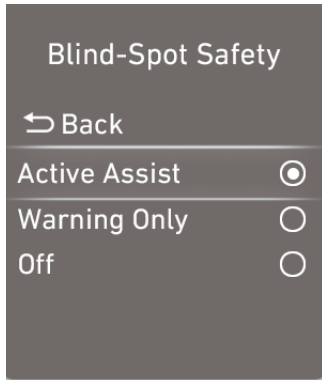 Blind-Spot Safety
Back
Active Assist
Warning Only
Off